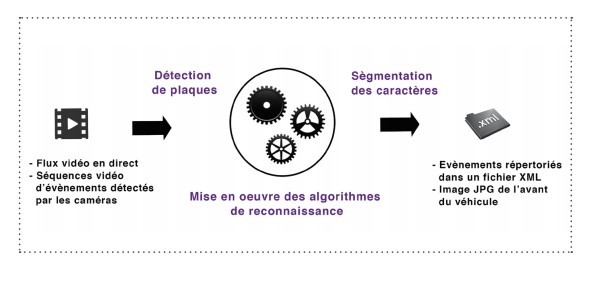 Détection
de plaques
Sègmentation
des caractères
.xml
- Flux vidéo en direct
- Séquences vidéo
d'évènements détectés
par les caméras
Mise en oeuvre des algorithmes
de reconnaissance
- Evènements répertoriés
dans un fichier XML
- Image JPG de l'avant
du véhicule